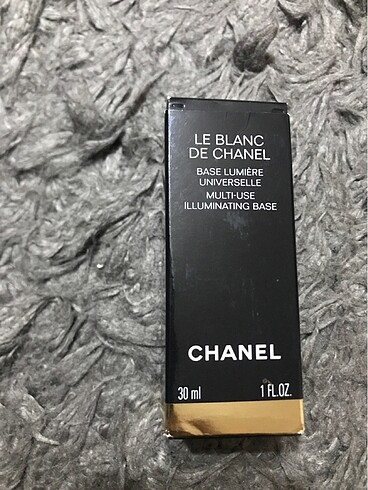 LE BLANC
DE CHANEL
BASE LUMIÈRE
UNIVERSELLE
MULTI-USE
ILLUMINATING BASE
CHANEL
30 ml 1 FL.OZ.